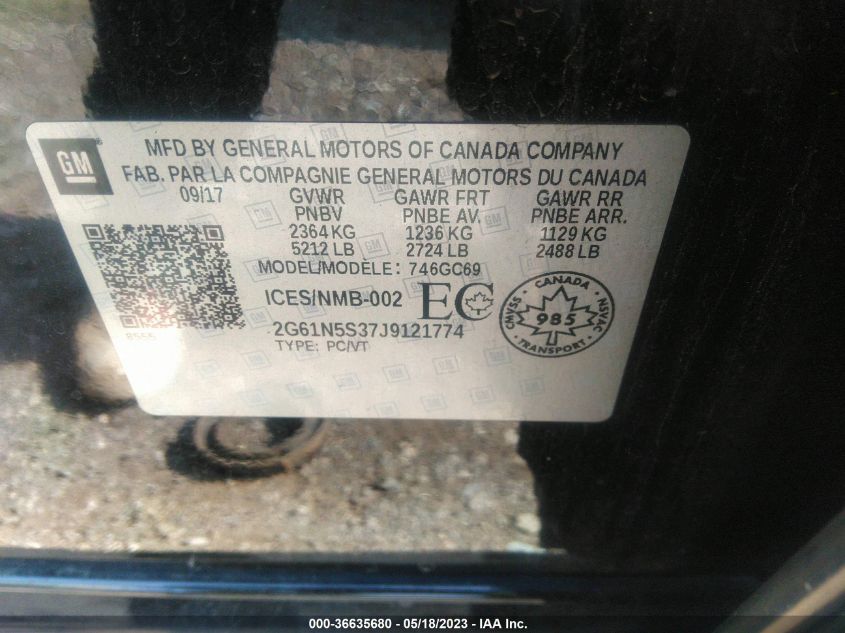 GM
MFD BY GENERAL MOTORS OF CANADA COMPANY
FAB. PAR LA COMPAGNIE GENERAL MOTORS DU CANADA
09/17 GVWR GAWR FRT GAWR RR
PNBV PNBE AV. PNBE ARR.
2364 KG 1236 KG 1129 KG
5212 LB 2724 LB 2488 LB
MODEL/MODÈLE: 746GC69
ICES/NMB-002 EC
CANADA
CMVSS 985 NSVAC
TRANSPORT
2G61N5S37J9121774
TYPE: PC/VT
000-36635680 - 05/18/2023 - IAA Inc.